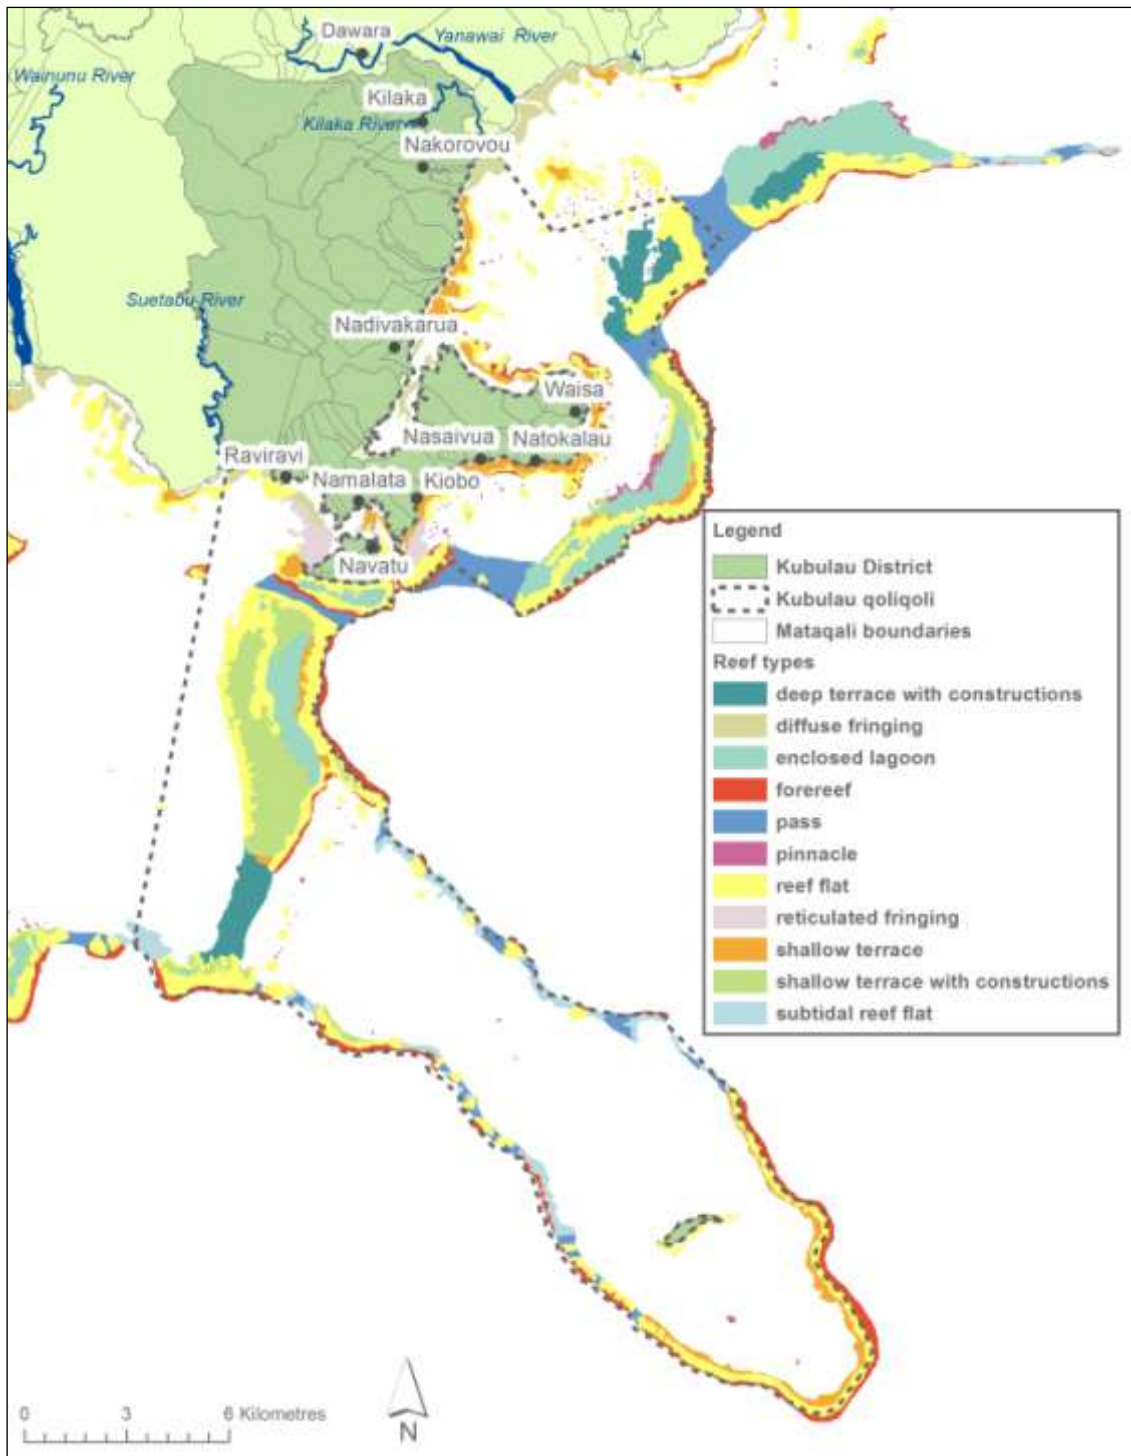 Dawara
Yanawai River
Wainunu River
Kilaka
Kilaka River
Nakorovou
Suetabu River
Nadivakarua
Waisa
Nasaivua
Natokalau
Raviravi
Namalata
Kiobo
Navatu
Legend
Kubulau District
Kubulau qoliqoli
Mataqali boundaries
Reef types
deep terrace with constructions
diffuse fringing
enclosed lagoon
forereef
pass
pinnacle
reef flat
reticulated fringing
shallow terrace
shallow terrace with constructions
subtidal reef flat
0 3 6 Kilometres
N